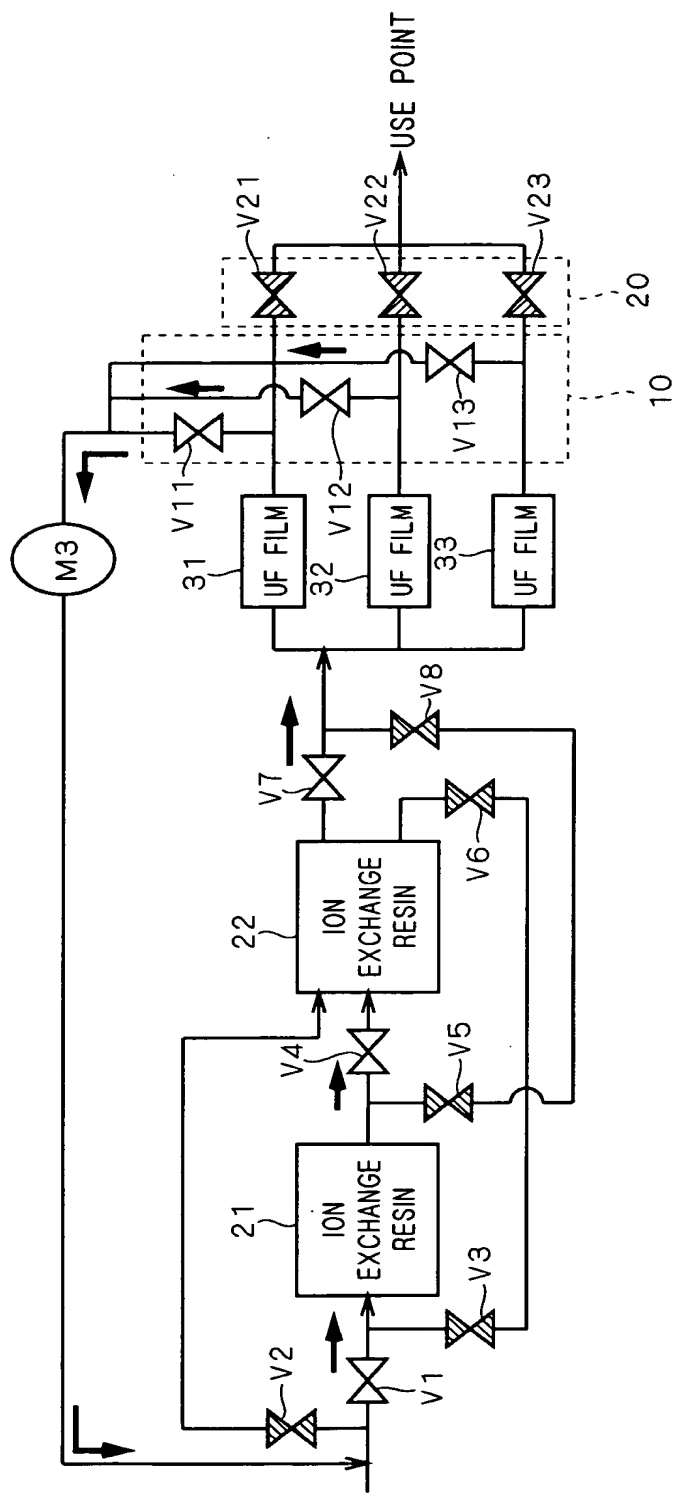 M3
V11
V12
V13
V21
V22
V23
USE POINT
10
20
31
UF FILM
32
UF FILM
33
UF FILM
V7
V8
V6
22
ION
EXCHANGE
RESIN
V4
V5
21
ION
EXCHANGE
RESIN
V3
V2
V1